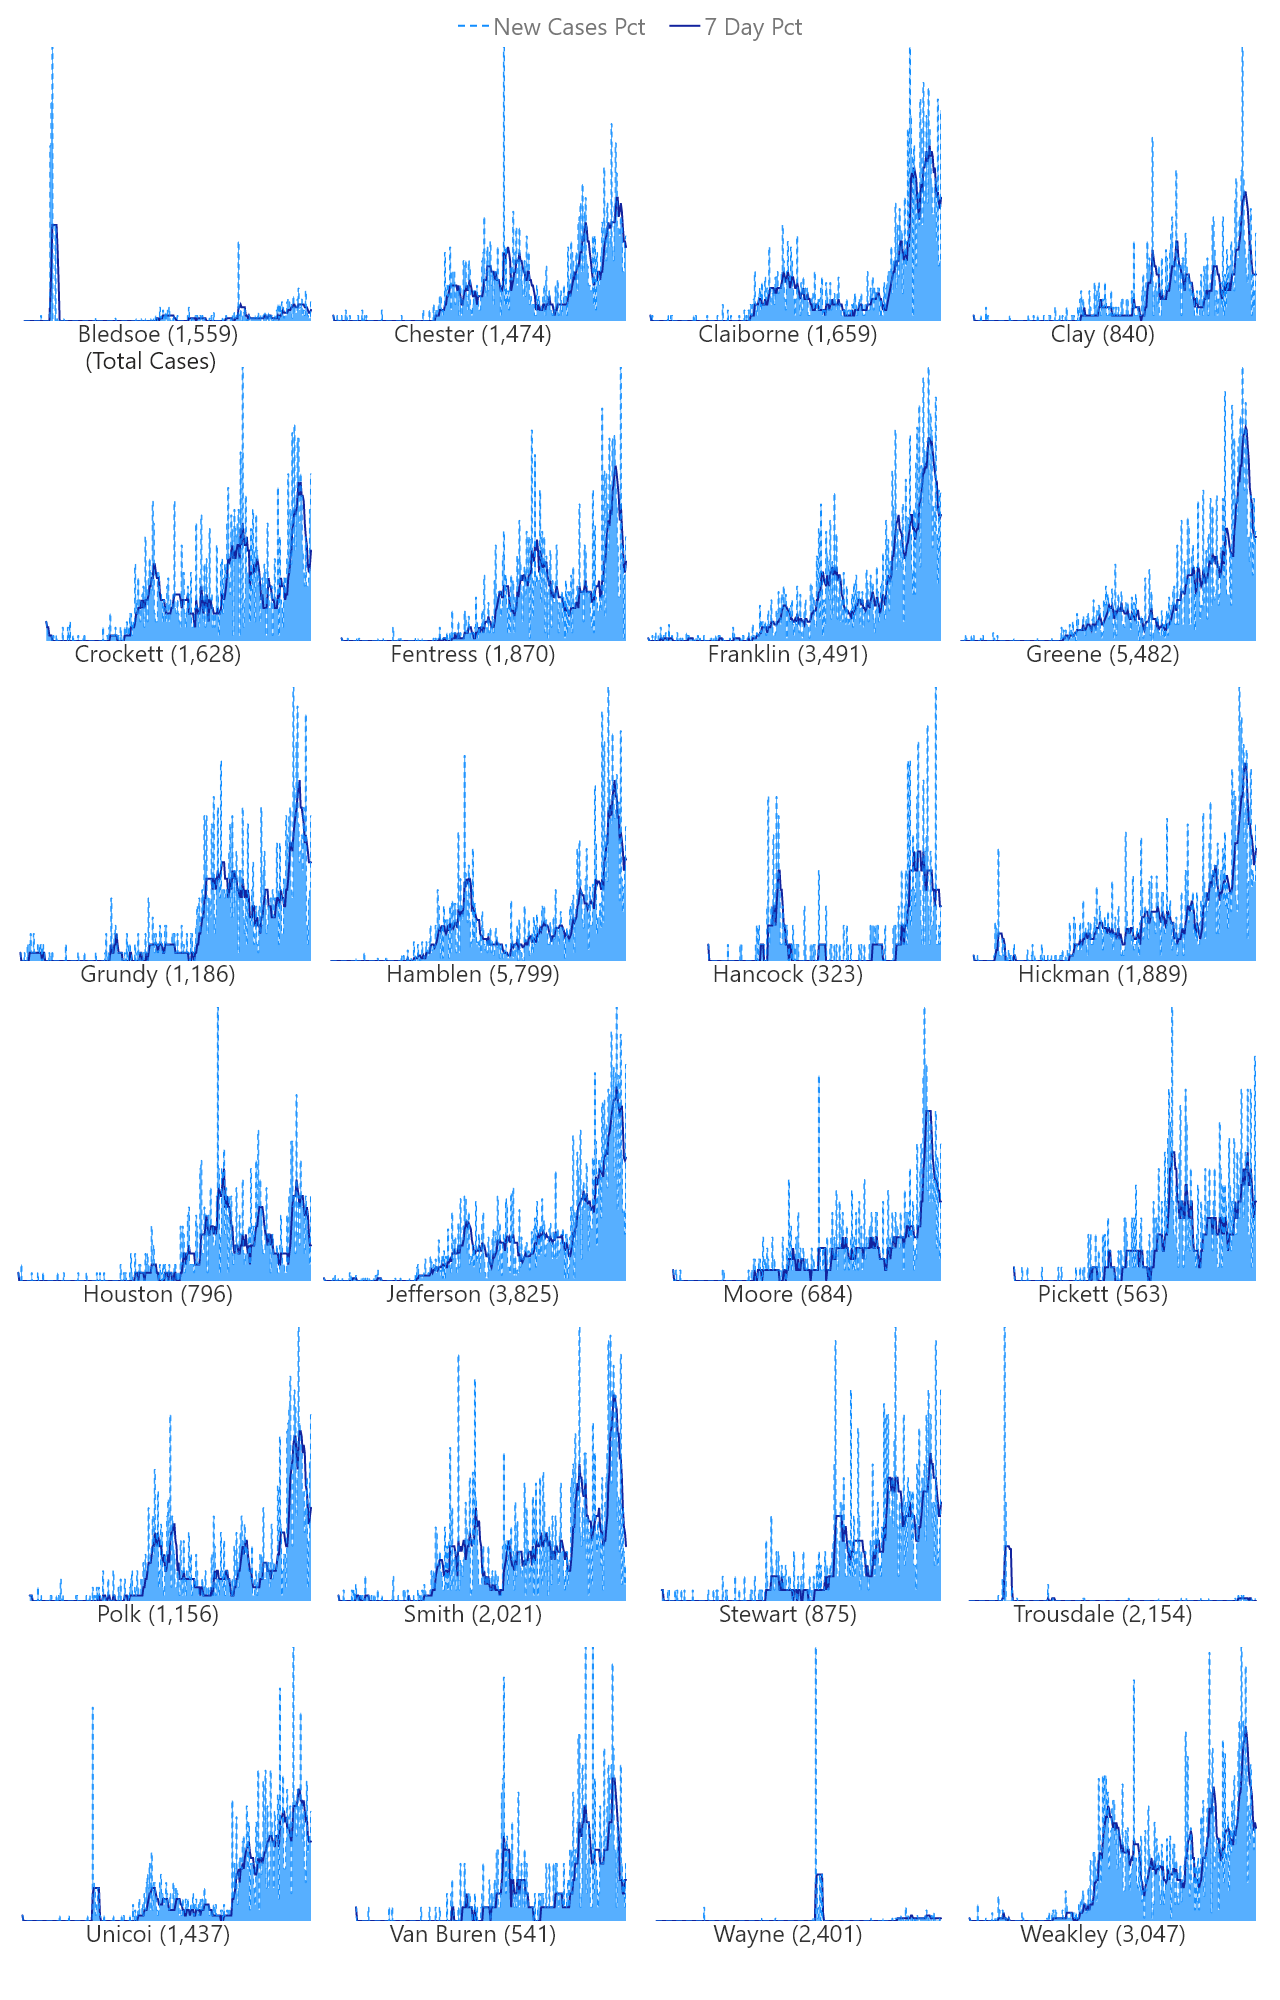 New Cases Pct 7 Day Pct
Bledsoe (1,559) Chester (1,474) Claiborne (1,659) Clay (840)
(Total Cases)
Crockett (1,628) Fentress (1,870) Franklin (3,491) Greene (5,482)
Grundy (1,186) Hamblen (5,799) Hancock (323) Hickman (1,889)
Houston (796) Jefferson (3,825) Moore (684) Pickett (563)
Polk (1,156) Smith (2,021) Stewart (875) Trousdale (2,154)
Unicoi (1,437) Van Buren (541) Wayne (2,401) Weakley (3,047)